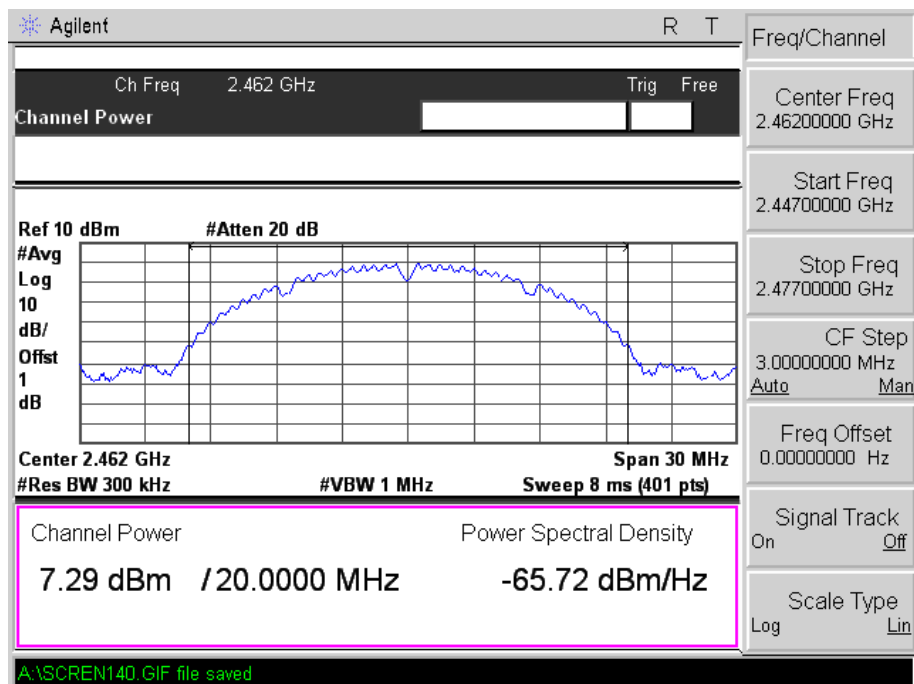 Agilent
R T
Freq/Channel
Ch Freq 2.462 GHz Trig Free
Channel Power
Center Freq
2.46200000 GHz
Start Freq
2.44700000 GHz
Stop Freq
2.47700000 GHz
CF Step
3.00000000 MHz
Auto Man
Freq Offset
0.00000000 Hz
Signal Track
On Off
Scale Type
Log Lin
Ref 10 dBm #Atten 20 dB
#Avg
Log
10
dB/
Offst
1
dB
Center 2.462 GHz Span 30 MHz
#Res BW 300 kHz #VBW 1 MHz Sweep 8 ms (401 pts)
Channel Power Power Spectral Density
7.29 dBm /20.0000 MHz -65.72 dBm/Hz
A:\SCREN140.GIF file saved